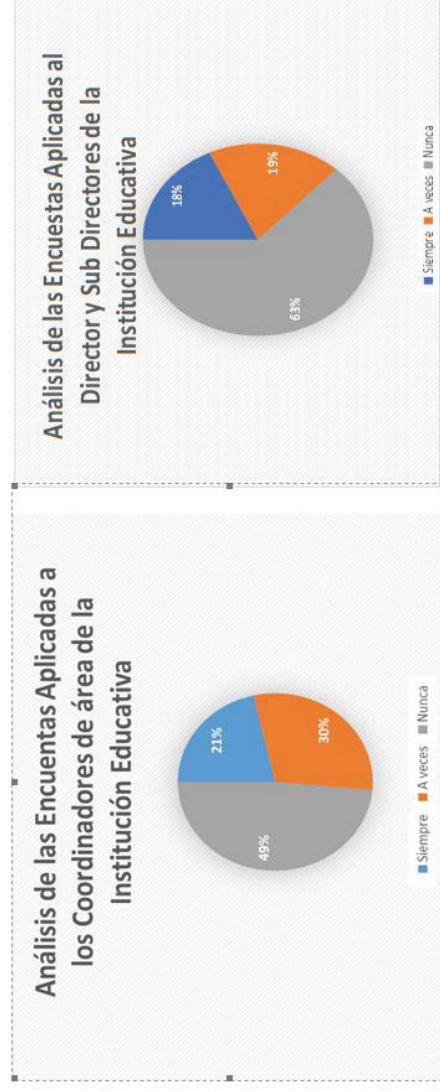 Análisis de las Encuentas Aplicadas a
los Coordinadores de área de la
Institución Educativa
21%
30%
49%
Siempre A veces Nunca
Análisis de las Encuestas Aplicadas al
Director y Sub Directores de la
Institución Educativa
18%
19%
63%
Siempre A veces Nunca